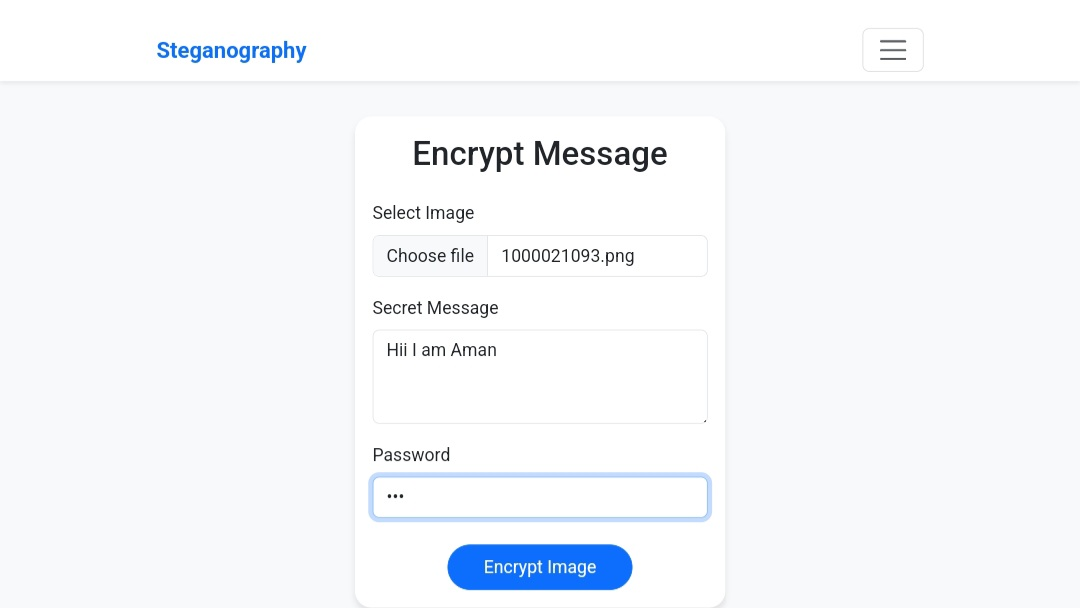 Steganography
Encrypt Message
Select Image
Choose file 1000021093.png
Secret Message
Hii I am Aman
Password
•••
Encrypt Image